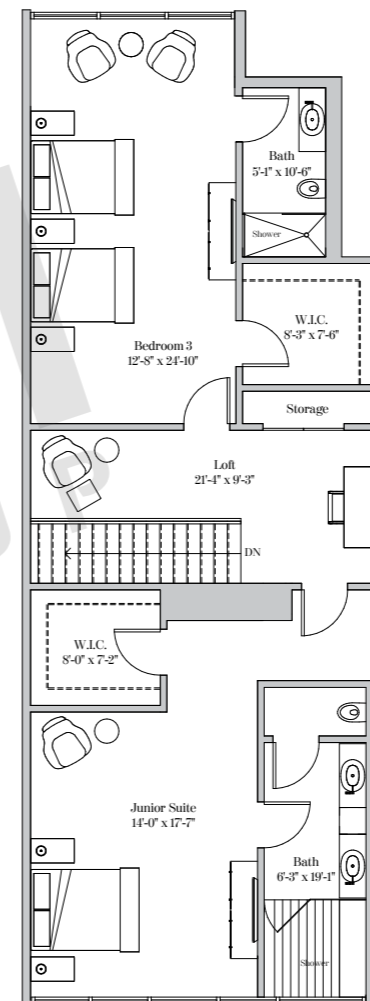 Bath
5'-1" x 10'-6"
Shower
Bedroom 3
12'-8" x 24'-10"
W.I.C.
8'-3" x 7'-6"
Storage
Loft
21'-4" x 9'-3"
DN
W.I.C.
8'-0" x 7'-2"
Junior Suite
14'-0" x 17'-7"
Bath
6'-3" x 19'-1"
Shower